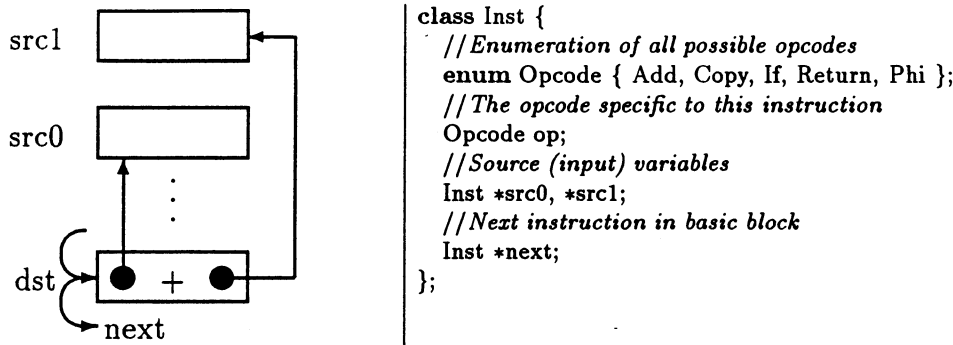 src1
src0
dst
+
next
class Inst {
//Enumeration of all possible opcodes
enum Opcode { Add, Copy, If, Return, Phi };
//The opcode specific to this instruction
Opcode op;
//Source (input) variables
Inst *src0, *src1;
//Next instruction in basic block
Inst *next;
};